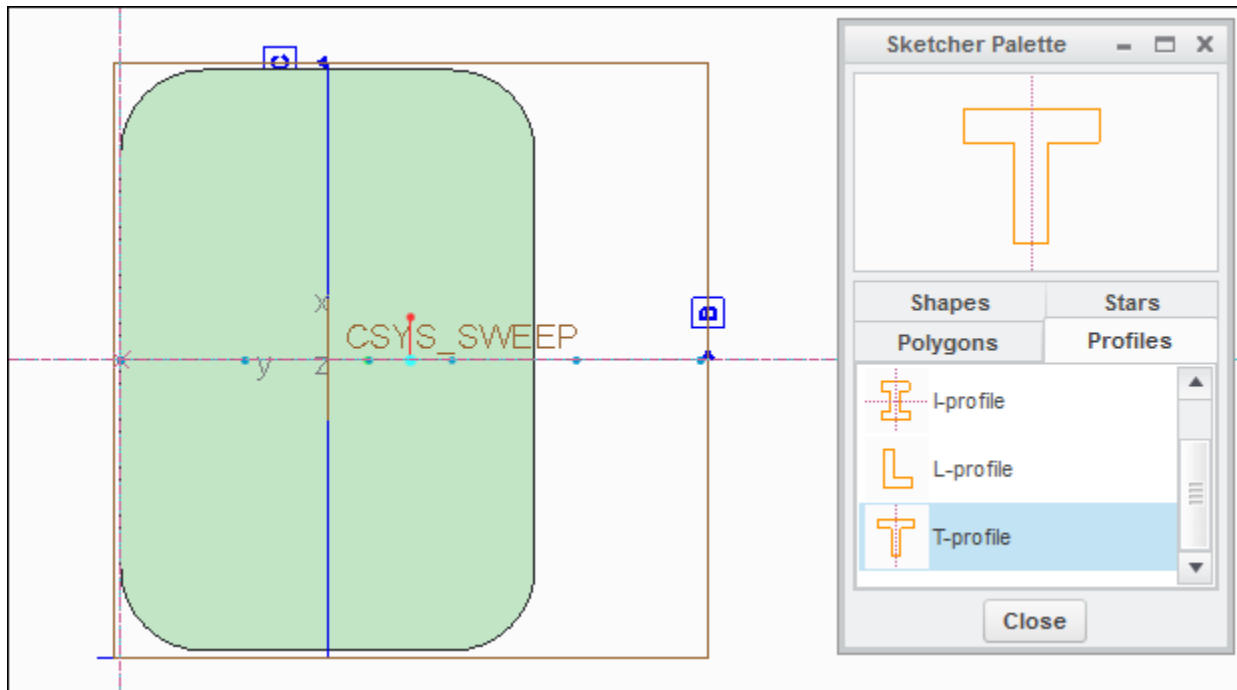 C
x
CSYS_SWEEP
y
z
B
Sketcher Palette
Shapes
Stars
Polygons
Profiles
I-profile
L-profile
T-profile
Close